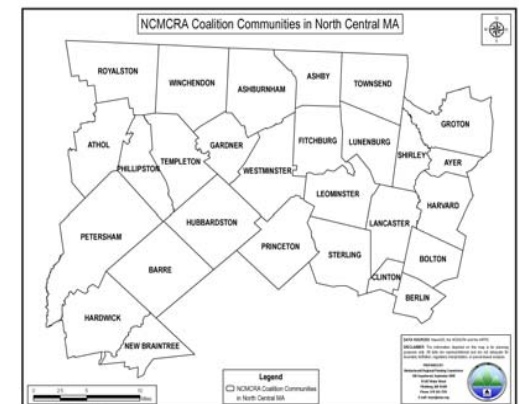 NCMCRA Coalition Communities in North Central MA
ROYALSTON
WINCHENDON
ASHBURNHAM
ASHBY
TOWNSEND
GROTON
ATHOL
PHILLIPSTON
TEMPLETON
GARDNER
WESTMINSTER
FITCHBURG
LUNENBURG
SHIRLEY
AYER
LEOMINSTER
HARVARD
PETERSHAM
HUBBARDSTON
PRINCETON
LANCASTER
STERLING
BOLTON
BARRE
CLINTON
BERLIN
HARDWICK
NEW BRAINTREE
Legend
NCMCRA Coalition Communities
in North Central MA